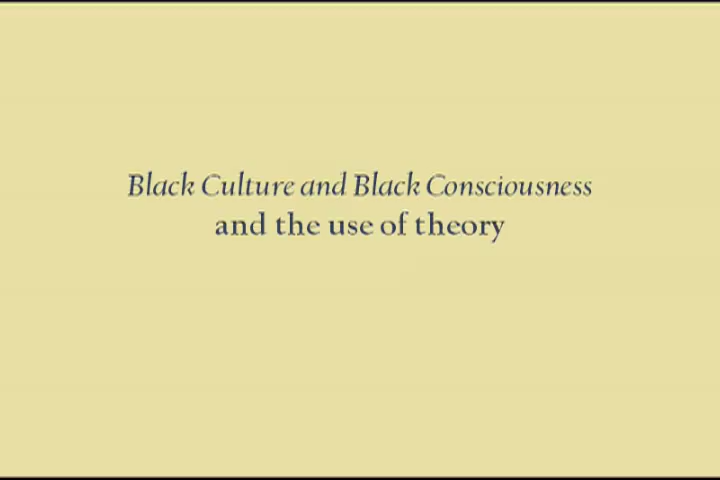 Black Culture and Black Consciousness
and the use of theory